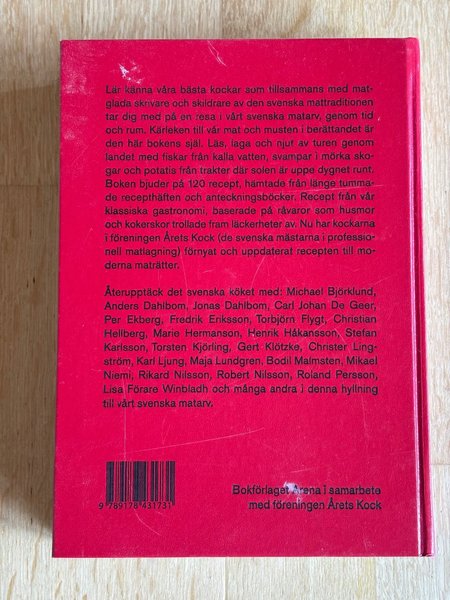 Lär känna våra bästa kockar som tillsammans med mat-
glada skrivare och skildrare av den svenska mattraditionen
tar dig med på en resa i vårt svenska matarv, genom tid
och rum. Kärleken till vår mat och musten i berättandet är
den här bokens själ. Läs, laga och njut av turen genom
landet med fiskar från kalla vatten, svampar i mörka sko-
gar och potatis från trakter där solen är uppe dygnet runt.
Boken bjuder på 120 recept, hämtade från länge tumma-
de recepthäften och anteckningsböcker. Recept från vår
klassiska gastronomi, baserade på råvaror som husmor
och kokerskor trollade fram läckerheter av. Nu har kockarna
i föreningen Årets Kock (de svenska mästarna i professio-
nell matlagning) förnyat och uppdaterat recepten till mo-
derna maträtter.
Återupptäck det svenska köket med: Michael Björklund,
Anders Dahlbom, Jonas Dahlbom, Carl Johan De Geer,
Per Ekberg, Fredrik Eriksson, Torbjörn Flygt, Christian
Hellberg, Marie Hermanson, Henrik Håkansson, Stefan
Karlsson, Torsten Kjörling, Gert Klötzke, Christer Ling-
ström, Karl Ljung, Maja Lundgren, Bodil Malmsten, Mikael
Niemi, Rikard Nilsson, Robert Nilsson, Roland Persson,
Lisa Förare Winbladh och många andra i denna hyllning
till vårt svenska matarv.
Bokförlaget Arena i samarbete
med föreningen Årets Kock
9 789178 431731